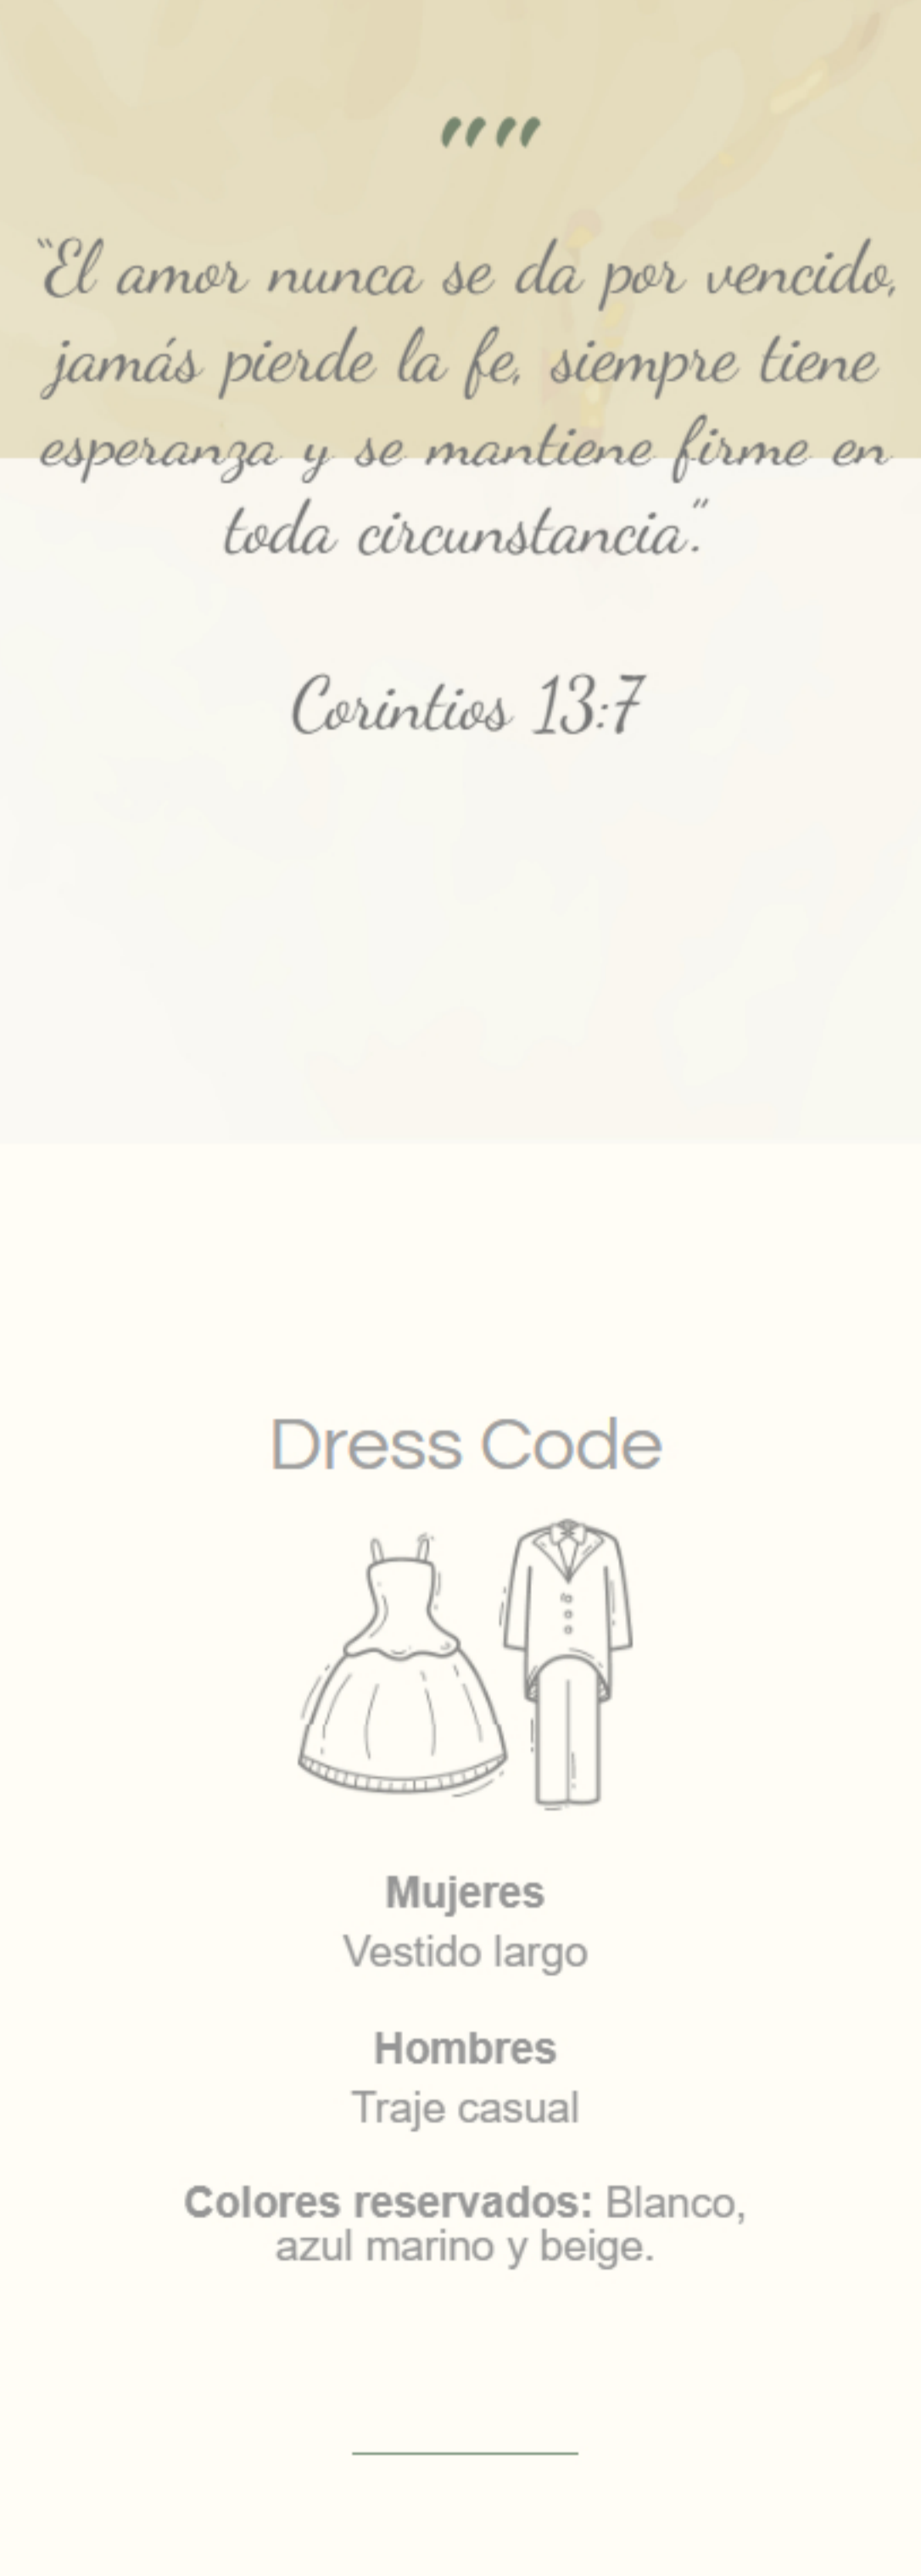 ""
“El amor nunca se da por vencido,
jamás pierde la fe, siempre tiene
esperanza y se mantiene firme en
toda circunstancia”.
Corintios 13:7
Dress Code
Mujeres
Vestido largo
Hombres
Traje casual
Colores reservados: Blanco,
azul marino y beige.